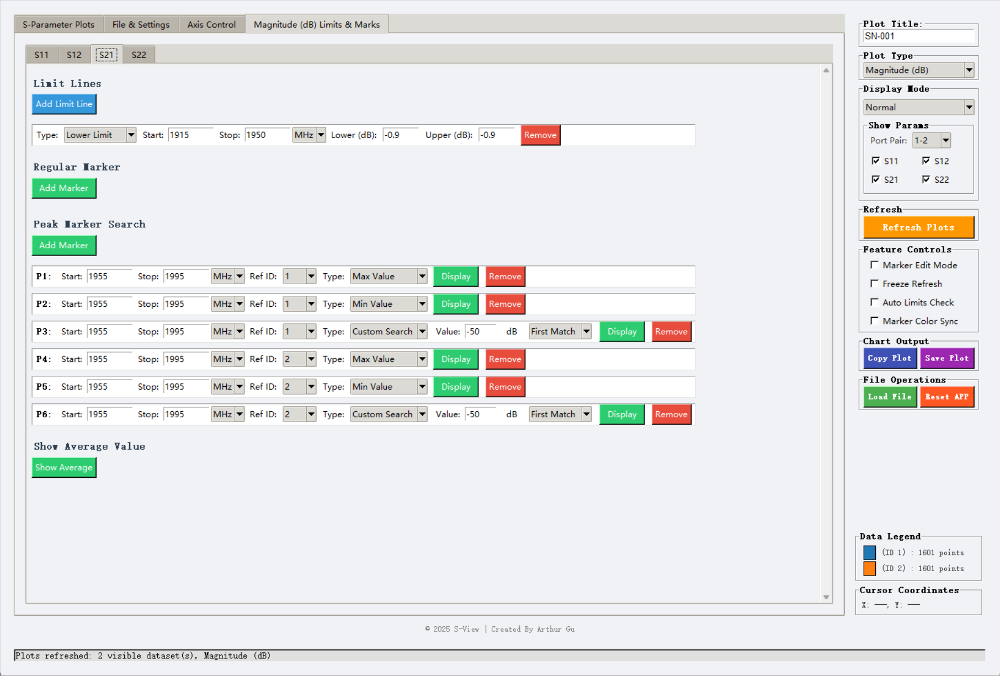 S-Parameter Plots File & Settings Axis Control Magnitude (dB) Limits & Marks
S11 S12 S21 S22
Limit Lines
Add Limit Line
Type: Lower Limit Start: 1915 Stop: 1950 MHz Lower (dB): -0.9 Upper (dB): -0.9 Remove
Regular Marker
Add Marker
Peak Marker Search
Add Marker
P1: Start: 1955 Stop: 1995 MHz Ref ID: 1 Type: Max Value Display Remove
P2: Start: 1955 Stop: 1995 MHz Ref ID: 1 Type: Min Value Display Remove
P3: Start: 1955 Stop: 1995 MHz Ref ID: 1 Type: Custom Search Value: -50 dB First Match Display Remove
P4: Start: 1955 Stop: 1995 MHz Ref ID: 2 Type: Max Value Display Remove
P5: Start: 1955 Stop: 1995 MHz Ref ID: 2 Type: Min Value Display Remove
P6: Start: 1955 Stop: 1995 MHz Ref ID: 2 Type: Custom Search Value: -50 dB First Match Display Remove
Show Average Value
Show Average
Plot Title:
SN-001
Plot Type
Magnitude (dB)
Display Mode
Normal
Show Params
Port Pair: 1-2
S11 S12
S21 S22
Refresh
Refresh Plots
Feature Controls
Marker Edit Mode
Freeze Refresh
Auto Limits Check
Marker Color Sync
Chart Output
Copy Plot Save Plot
File Operations
Load File Reset APP
Data Legend
(ID 1) : 1601 points
(ID 2) : 1601 points
Cursor Coordinates
X: ——, Y: ——
© 2025 S-View | Created By Arthur Gu
Plots refreshed: 2 visible dataset(s), Magnitude (dB)